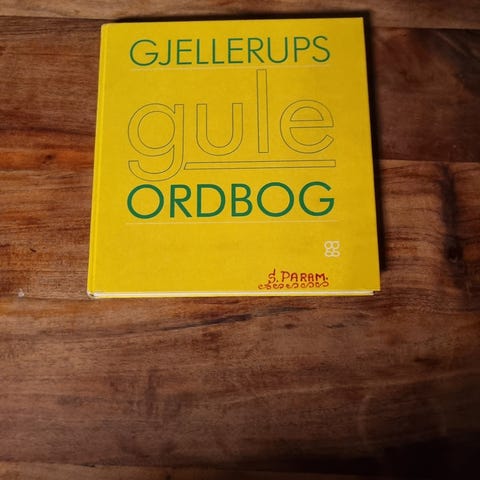 GJELLERUPS
gule
ORDBOG
S. PARAM.